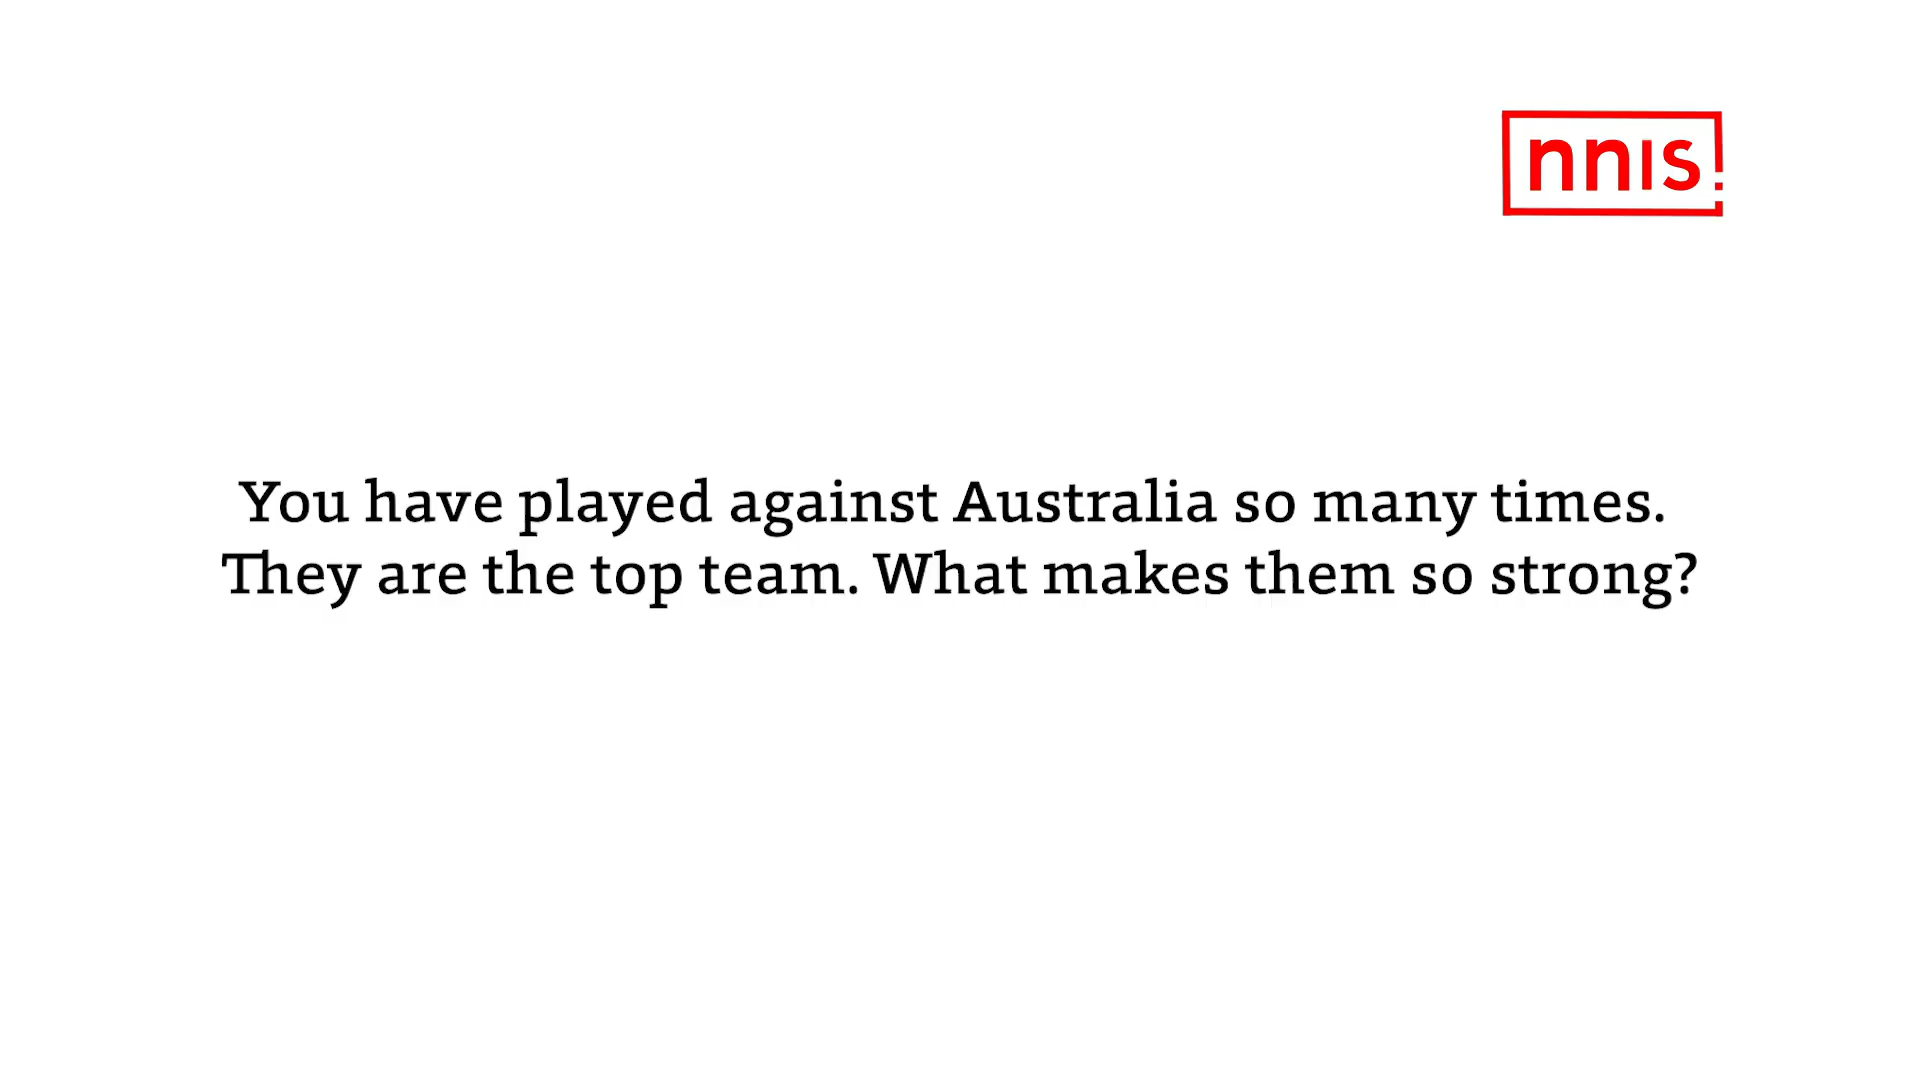 nnis!
You have played against Australia so many times.
They are the top team. What makes them so strong?